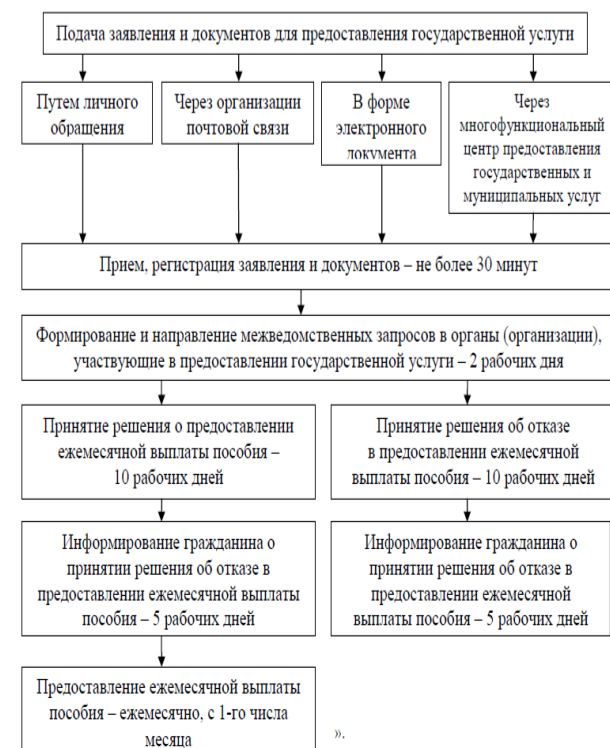 Подача заявления и документов для предоставления государственной услуги
Путем личного
обращения
Через организации
почтовой связи
В форме
электронного
документа
Через
многофункциональный
центр предоставления
государственных и
муниципальных услуг
Прием, регистрация заявления и документов – не более 30 минут
Формирование и направление межведомственных запросов в органы (организации),
участвующие в предоставлении государственной услуги – 2 рабочих дня
Принятие решения о предоставлении
ежемесячной выплаты пособия –
10 рабочих дней
Принятие решения об отказе
в предоставлении ежемесячной
выплаты пособия – 10 рабочих дней
Информирование гражданина о
принятии решения об отказе в
предоставлении ежемесячной выплаты
пособия – 5 рабочих дней
Информирование гражданина о
принятии решения об отказе в
предоставлении ежемесячной
выплаты пособия – 5 рабочих дней
Предоставление ежемесячной выплаты
пособия – ежемесячно, с 1-го числа
месяца
».